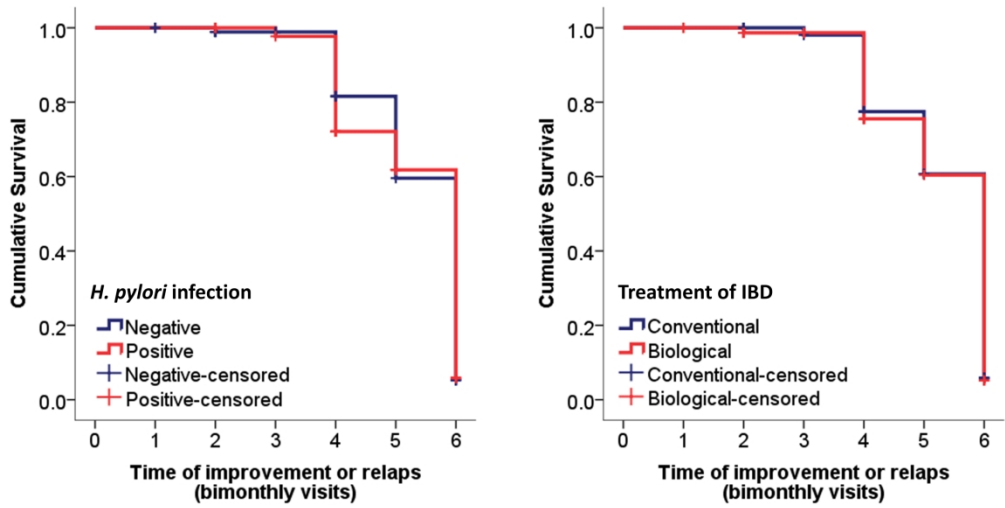 Cumulative Survival
1.0
0.8
0.6
0.4
0.2
0.0
H. pylori infection
Negative
Positive
Negative-censored
Positive-censored
0 1 2 3 4 5 6
Time of improvement or relaps
(bimonthly visits)
Cumulative Survival
1.0
0.8
0.6
0.4
0.2
0.0
Treatment of IBD
Conventional
Biological
Conventional-censored
Biological-censored
0 1 2 3 4 5 6
Time of improvement or relaps
(bimonthly visits)